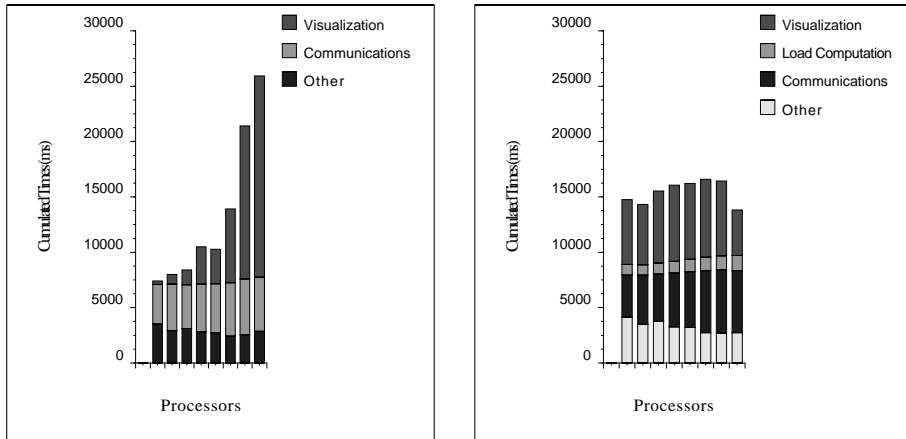 30000
25000
20000
15000
10000
5000
0
Cumulated Times (ms)
Processors
Visualization
Communications
Other
30000
25000
20000
15000
10000
5000
0
Cumulated Times (ms)
Processors
Visualization
Load Computation
Communications
Other